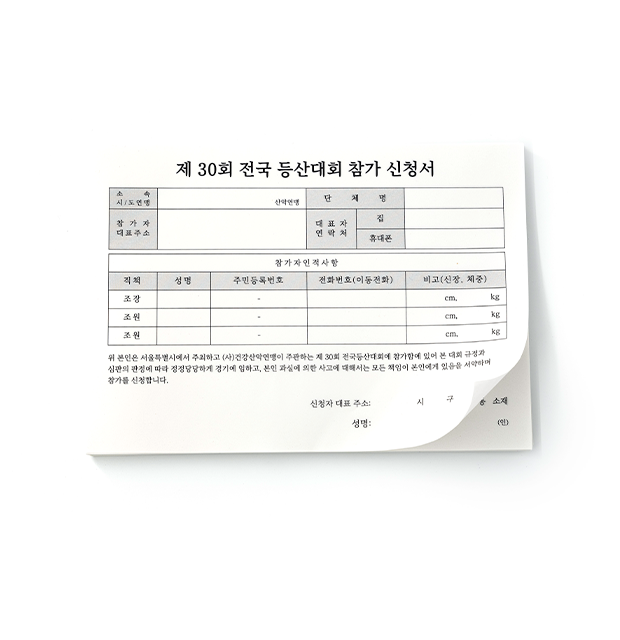 제 30회 전국 등산대회 참가 신청서
소 속
시/도연맹
산악연맹
단 체 명
참 가 자
대표주소
대 표 자
연 락 처
집
휴대폰
참가자인적사항
직책 성명 주민등록번호 전화번호(이동전화) 비고(신장, 체중)
조장 - cm, kg
조원 - cm, kg
조원 - cm, kg
위 본인은 서울특별시에서 주최하고 (사)건강산악연맹이 주관하는 제 30회 전국등산대회에 참가함에 있어 본 대회 규정과
심판의 판정에 따라 정정당당하게 경기에 임하고, 본인 과실에 의한 사고에 대해서는 모든 책임이 본인에게 있음을 서약하며
참가를 신청합니다.
신청자 대표 주소: 시 구 동 소재
성명: (인)